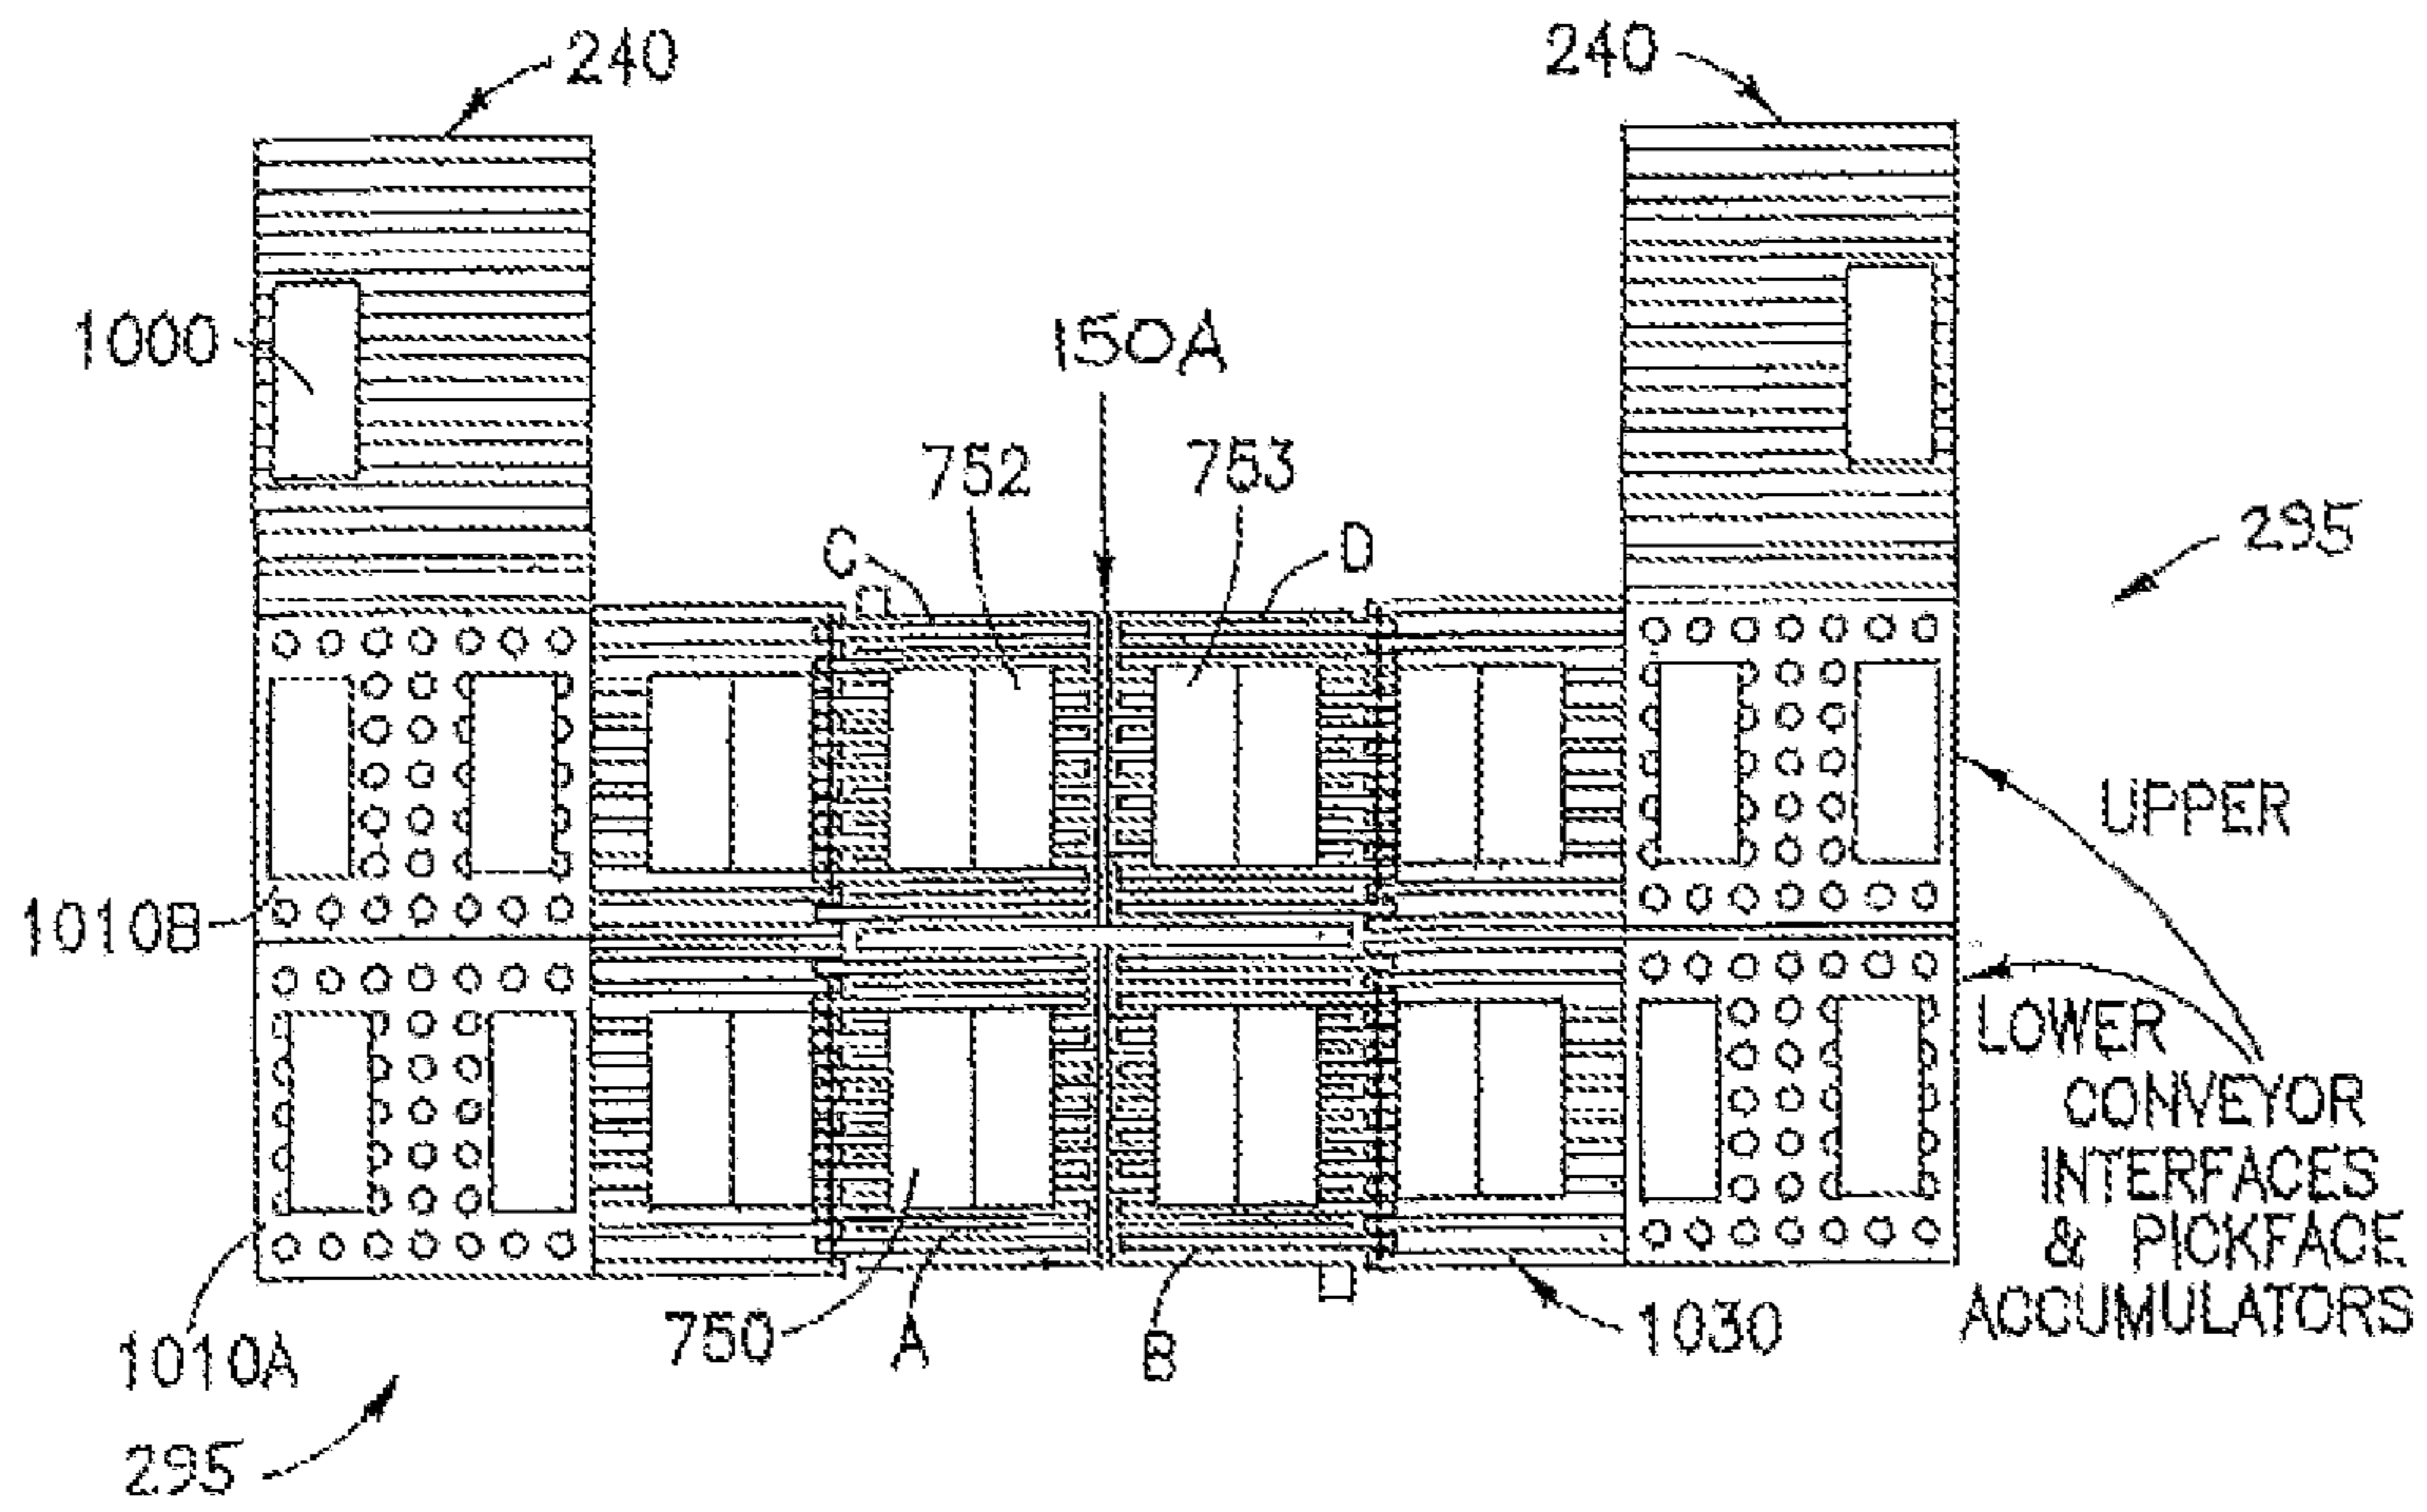 240
240
1000
150A
752
753
295
C
D
UPPER
1010B
LOWER
CONVEYOR
INTERFACES
& PICKFACE
ACCUMULATORS
750
A
B
1030
1010A
295